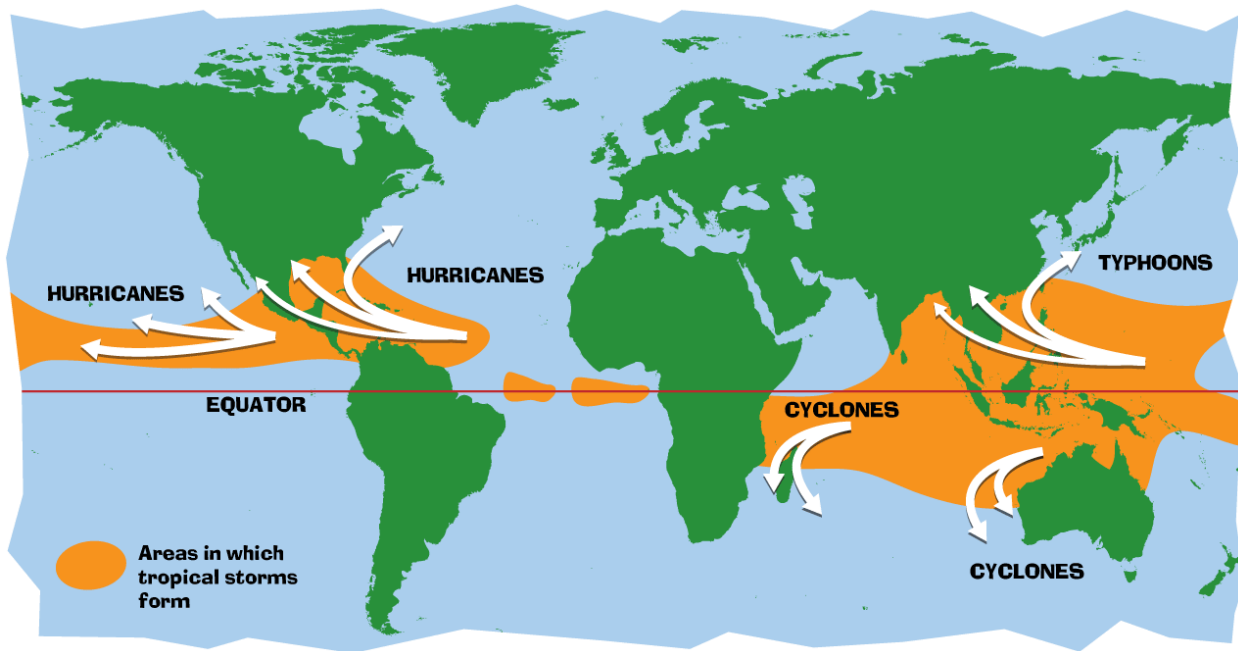 HURRICANES
TYPHOONS
HURRICANES
EQUATOR
CYCLONES
Areas in which
tropical storms
form
CYCLONES